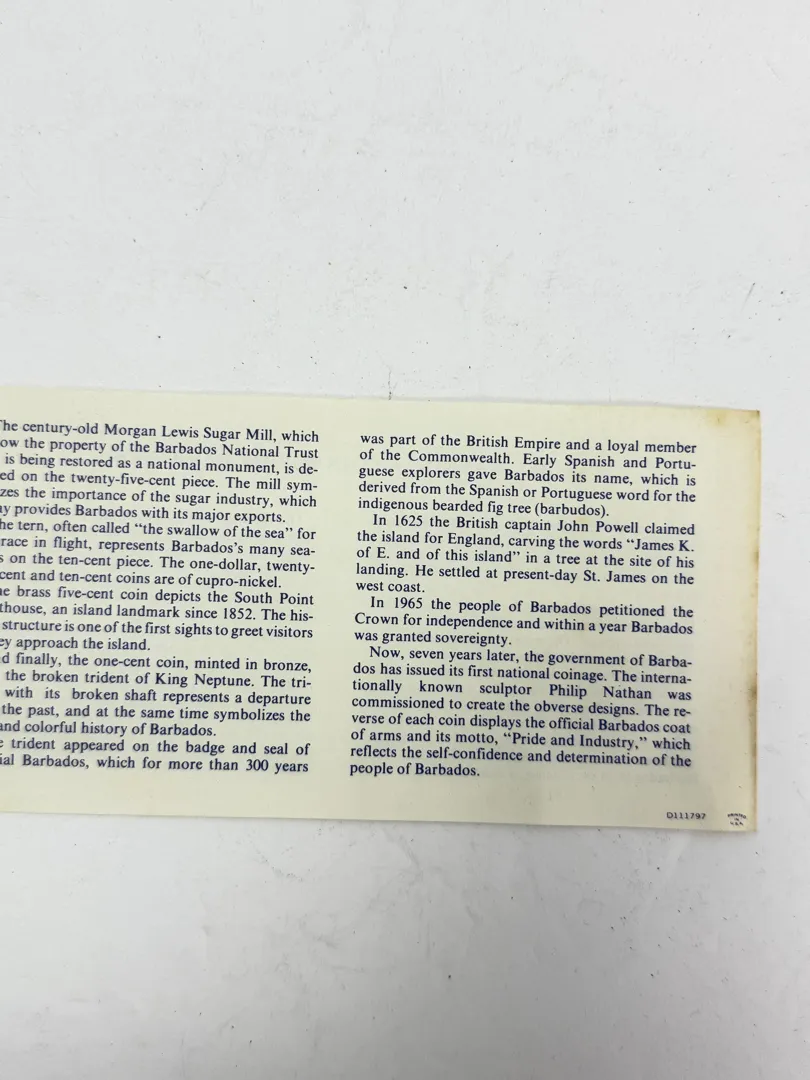 The century-old Morgan Lewis Sugar Mill, which
ow the property of the Barbados National Trust
is being restored as a national monument, is de-
ed on the twenty-five-cent piece. The mill sym-
zes the importance of the sugar industry, which
ay provides Barbados with its major exports.
he tern, often called “the swallow of the sea” for
race in flight, represents Barbados's many sea-
s on the ten-cent piece. The one-dollar, twenty-
cent and ten-cent coins are of cupro-nickel.
e brass five-cent coin depicts the South Point
thouse, an island landmark since 1852. The his-
structure is one of the first sights to greet visitors
ey approach the island.
d finally, the one-cent coin, minted in bronze,
the broken trident of King Neptune. The tri-
with its broken shaft represents a departure
the past, and at the same time symbolizes the
and colorful history of Barbados.
e trident appeared on the badge and seal of
ial Barbados, which for more than 300 years
was part of the British Empire and a loyal member
of the Commonwealth. Early Spanish and Portu-
guese explorers gave Barbados its name, which is
derived from the Spanish or Portuguese word for the
indigenous bearded fig tree (barbudos).
In 1625 the British captain John Powell claimed
the island for England, carving the words “James K.
of E. and of this island” in a tree at the site of his
landing. He settled at present-day St. James on the
west coast.
In 1965 the people of Barbados petitioned the
Crown for independence and within a year Barbados
was granted sovereignty.
Now, seven years later, the government of Barba-
dos has issued its first national coinage. The interna-
tionally known sculptor Philip Nathan was
commissioned to create the obverse designs. The re-
verse of each coin displays the official Barbados coat
of arms and its motto, “Pride and Industry,” which
reflects the self-confidence and determination of the
people of Barbados.
D111797
PRINTED
IN
U.S.A.